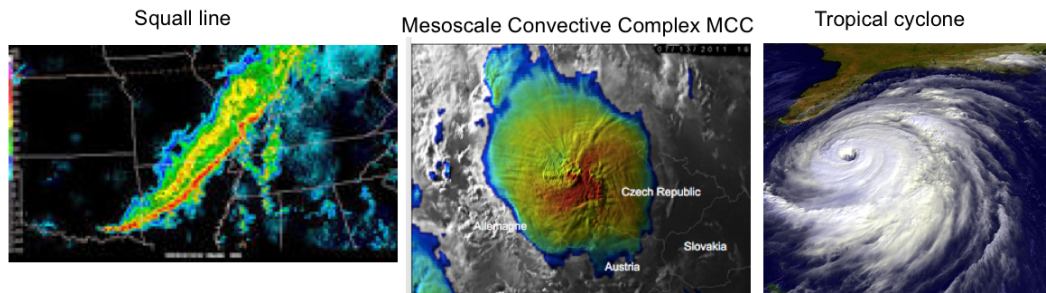 Squall line
Mesoscale Convective Complex MCC
Tropical cyclone
Czech Republic
Allemagne
Slovakia
Austria